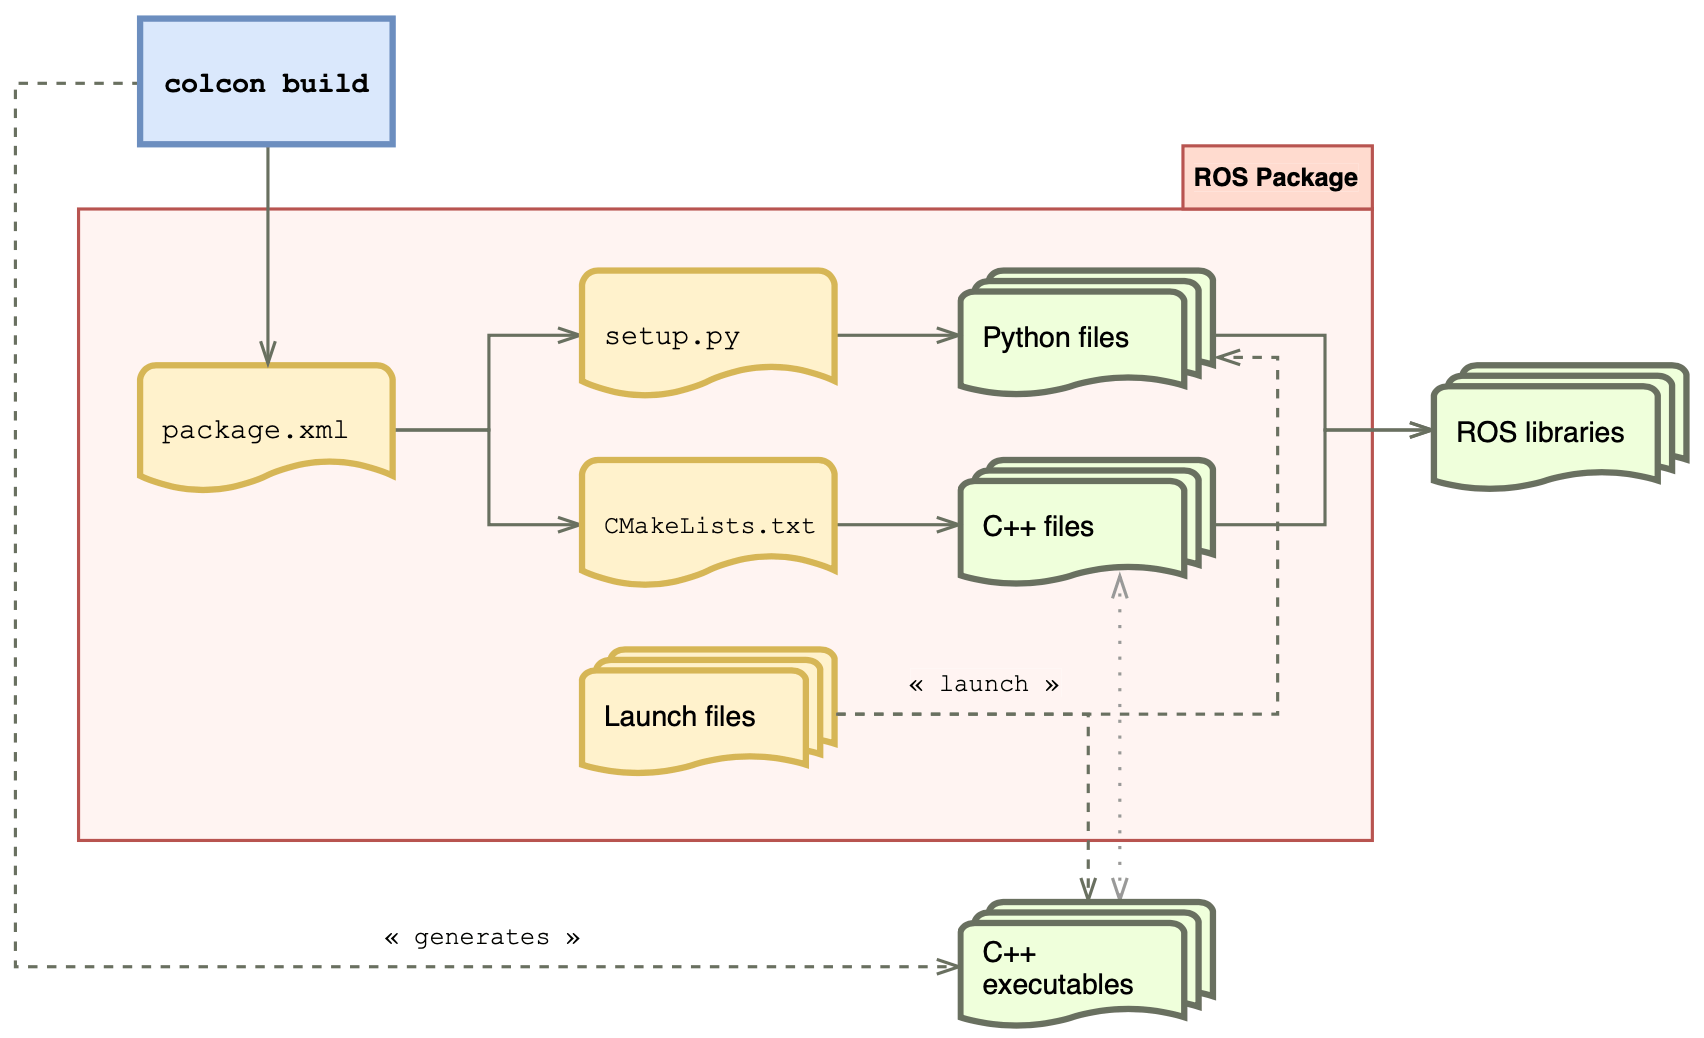 colcon build
ROS Package
setup.py
Python files
package.xml
ROS libraries
CMakeLists.txt
C++ files
« launch »
Launch files
« generates »
C++
executables